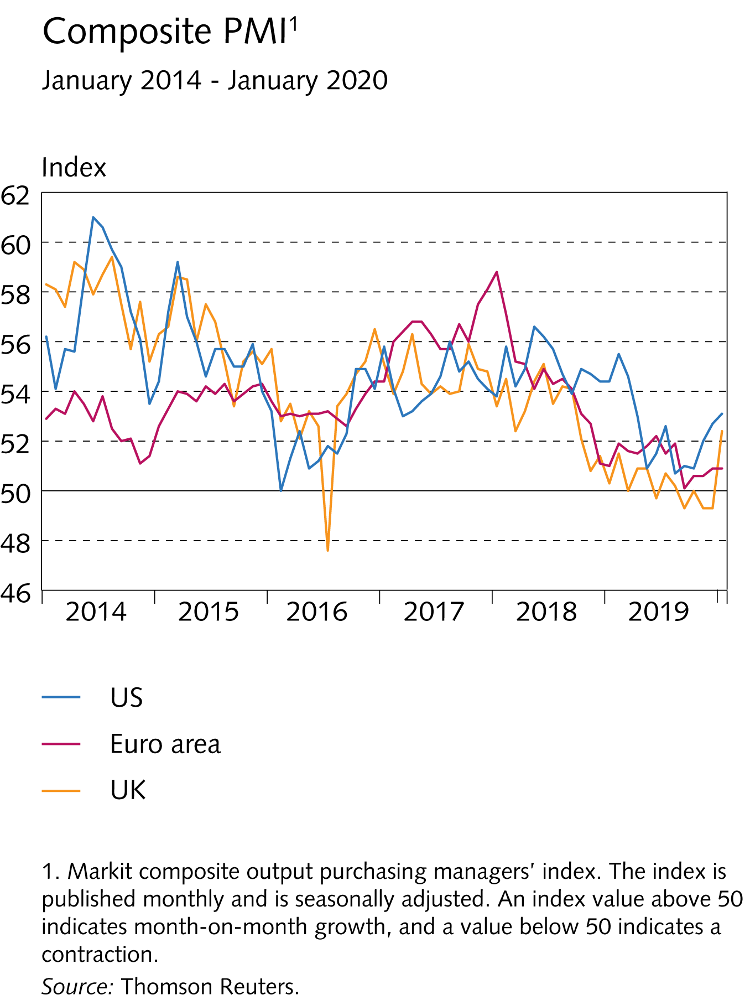 Composite PMI¹
January 2014 - January 2020
Index
62
60
58
56
54
52
50
48
46
2014 2015 2016 2017 2018 2019
US
Euro area
UK
1. Markit composite output purchasing managers’ index. The index is
published monthly and is seasonally adjusted. An index value above 50
indicates month-on-month growth, and a value below 50 indicates a
contraction.
Source: Thomson Reuters.